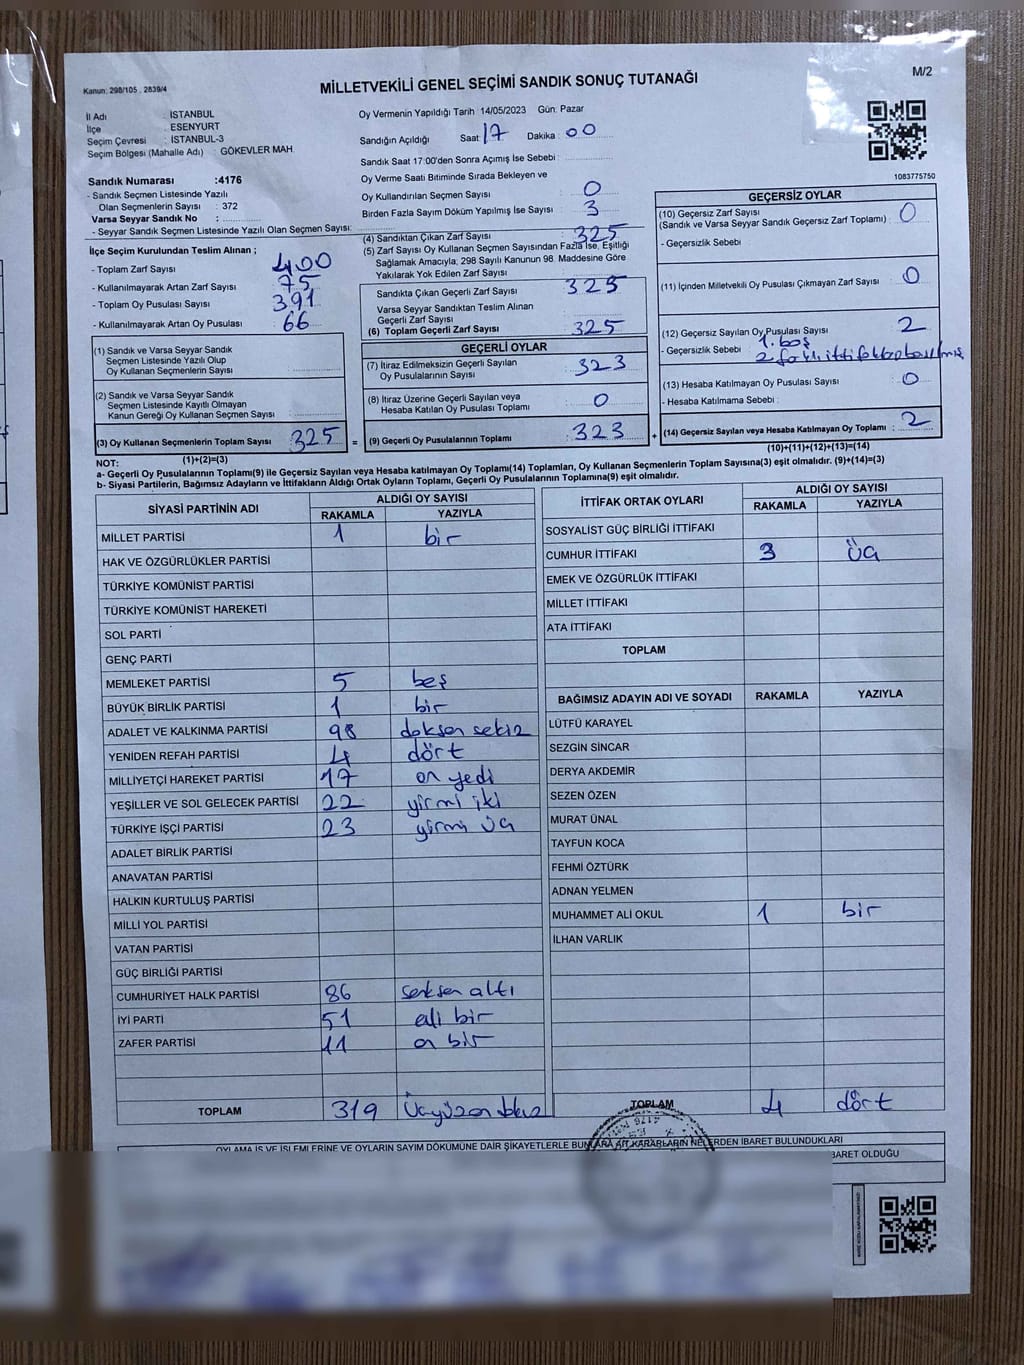 Kanun: 298/105 , 2839/4
MİLLETVEKİLİ GENEL SEÇİMİ SANDIK SONUÇ TUTANAĞI
M/2
İl Adı : İSTANBUL
İlçe : ESENYURT
Seçim Çevresi : İSTANBUL-3
Seçim Bölgesi (Mahalle Adı) : GÖKEVLER MAH.
Oy Vermenin Yapıldığı Tarih : 14/05/2023 Gün: Pazar
Sandığın Açıldığı Saat : 17 Dakika : 00
Sandık Saat 17:00'den Sonra Açımış İse Sebebi :
1083775750
Sandık Numarası :4176
- Sandık Seçmen Listesinde Yazılı
Olan Seçmenlerin Sayısı : 372
Varsa Seyyar Sandık No :
- Seyyar Sandık Seçmen Listesinde Yazılı Olan Seçmen Sayısı:
Oy Verme Saati Bitiminde Sırada Bekleyen ve
Oy Kullandırılan Seçmen Sayısı : 0
Birden Fazla Sayım Döküm Yapılmış İse Sayısı : 3
İlçe Seçim Kurulundan Teslim Alınan ;
- Toplam Zarf Sayısı : 400
- Kullanılmayarak Artan Zarf Sayısı : 75
- Toplam Oy Pusulası Sayısı : 391
- Kullanılmayarak Artan Oy Pusulası : 66
(1) Sandık ve Varsa Seyyar Sandık
Seçmen Listesinde Yazılı Olup
Oy Kullanan Seçmenlerin Sayısı :
(2) Sandık ve Varsa Seyyar Sandık
Seçmen Listesinde Kayıtlı Olmayan
Kanun Gereği Oy Kullanan Seçmen Sayısı :
(3) Oy Kullanan Seçmenlerin Toplam Sayısı : 325
(1)+(2)=(3)
(4) Sandıktan Çıkan Zarf Sayısı : 325
(5) Zarf Sayısı Oy Kullanan Seçmen Sayısından Fazla İse, Eşitliği
Sağlamak Amacıyla; 298 Sayılı Kanunun 98. Maddesine Göre
Yakılarak Yok Edilen Zarf Sayısı :
Sandıkta Çıkan Geçerli Zarf Sayısı : 325
Varsa Seyyar Sandıktan Teslim Alınan
Geçerli Zarf Sayısı :
(6) Toplam Geçerli Zarf Sayısı : 325
GEÇERLİ OYLAR
(7) İtiraz Edilmeksizin Geçerli Sayılan
Oy Pusulalarının Sayısı : 323
(8) İtiraz Üzerine Geçerli Sayılan veya
Hesaba Katılan Oy Pusulası Toplamı : 0
= (9) Geçerli Oy Pusulalarının Toplamı : 323 +
GEÇERSİZ OYLAR
(10) Geçersiz Zarf Sayısı
(Sandık ve Varsa Seyyar Sandık Geçersiz Zarf Toplamı) : 0
- Geçersizlik Sebebi :
(11) İçinden Milletvekili Oy Pusulası Çıkmayan Zarf Sayısı : 0
(12) Geçersiz Sayılan Oy Pusulası Sayısı : 2
- Geçersizlik Sebebi : 1. boş
2 farklı ittifaka basılmış
(13) Hesaba Katılmayan Oy Pusulası Sayısı : 0
- Hesaba Katılmama Sebebi :
(14) Geçersiz Sayılan veya Hesaba Katılmayan Oy Toplamı : 2
(10)+(11)+(12)+(13)=(14)
NOT:
a- Geçerli Oy Pusulalarının Toplamı(9) ile Geçersiz Sayılan veya Hesaba katılmayan Oy Toplamı(14) Toplamları, Oy Kullanan Seçmenlerin Toplam Sayısına(3) eşit olmalıdır. (9)+(14)=(3)
b- Siyasi Partilerin, Bağımsız Adayların ve İttifakların Aldığı Ortak Oyların Toplamı, Geçerli Oy Pusulalarının Toplamına(9) eşit olmalıdır.
SİYASİ PARTİNİN ADI ALDIĞI OY SAYISI
RAKAMLA YAZIYLA
MİLLET PARTİSİ 1 bir
HAK VE ÖZGÜRLÜKLER PARTİSİ
TÜRKİYE KOMÜNİST PARTİSİ
TÜRKİYE KOMÜNİST HAREKETİ
SOL PARTİ
GENÇ PARTİ
MEMLEKET PARTİSİ 5 beş
BÜYÜK BİRLİK PARTİSİ 1 bir
ADALET VE KALKINMA PARTİSİ 98 doksan sekiz
YENİDEN REFAH PARTİSİ 4 dört
MİLLİYETÇİ HAREKET PARTİSİ 17 on yedi
YEŞİLLER VE SOL GELECEK PARTİSİ 22 yirmi iki
TÜRKİYE İŞÇİ PARTİSİ 23 yirmi üç
ADALET BİRLİK PARTİSİ
ANAVATAN PARTİSİ
HALKIN KURTULUŞ PARTİSİ
MİLLİ YOL PARTİSİ
VATAN PARTİSİ
GÜÇ BİRLİĞİ PARTİSİ
CUMHURİYET HALK PARTİSİ 86 seksen altı
İYİ PARTİ 51 elli bir
ZAFER PARTİSİ 11 on bir
TOPLAM 319 üçyüzon dokuz
İTTİFAK ORTAK OYLARI ALDIĞI OY SAYISI
RAKAMLA YAZIYLA
SOSYALİST GÜÇ BİRLİĞİ İTTİFAKI
CUMHUR İTTİFAKI 3 üç
EMEK VE ÖZGÜRLÜK İTTİFAKI
MİLLET İTTİFAKI
ATA İTTİFAKI
TOPLAM
BAĞIMSIZ ADAYIN ADI VE SOYADI RAKAMLA YAZIYLA
LÜTFÜ KARAYEL
SEZGİN SİNCAR
DERYA AKDEMİR
SEZEN ÖZEN
MURAT ÜNAL
TAYFUN KOCA
FEHMİ ÖZTÜRK
ADNAN YELMEN
MUHAMMET ALİ OKUL 1 bir
İLHAN VARLIK
TOPLAM 4 dört
OYLAMA İŞ VE İŞLEMLERİNE VE OYLARIN SAYIM DÖKÜMÜNE DAİR ŞİKAYETLERLE BUNLARA AİT KARARLARIN NELERDEN İBARET BULUNDUKLARI
BARET OLDUĞU